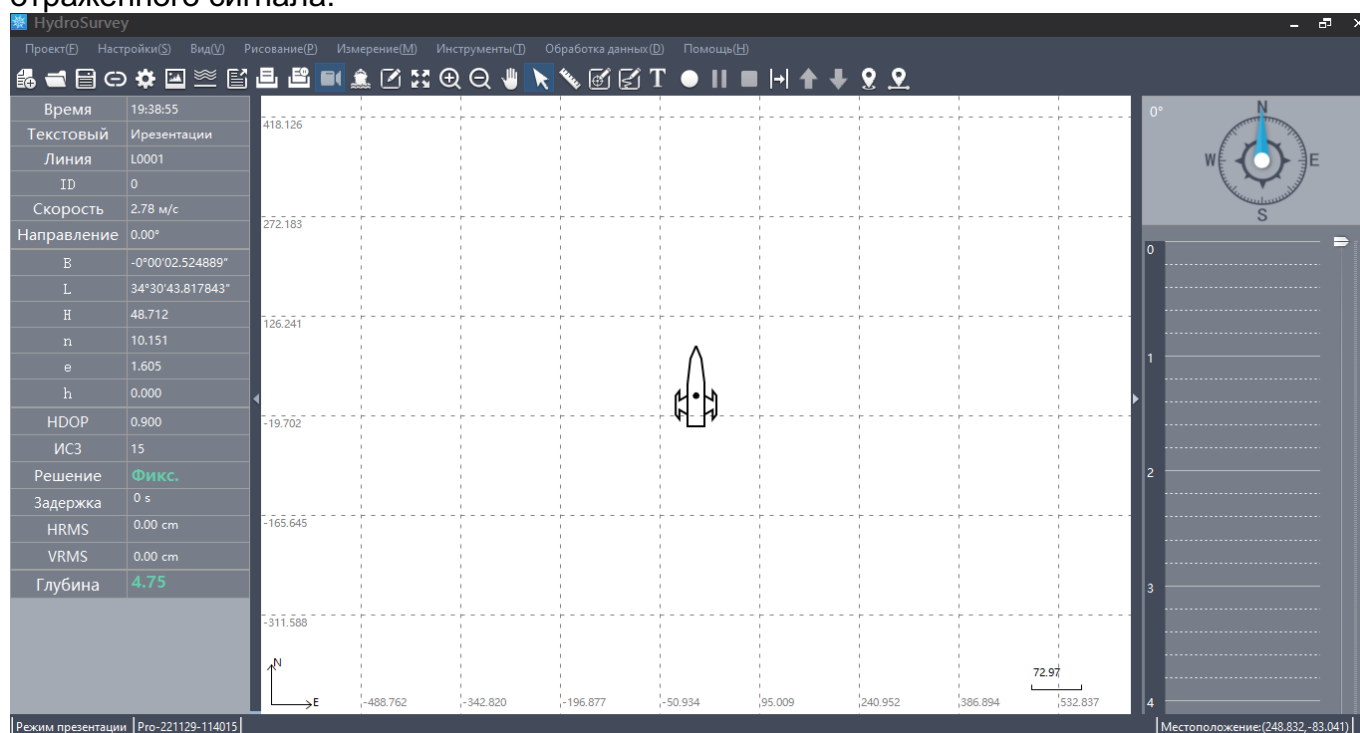 отраженного сигнала.
HydroSurvey
Проект(F) Настройки(S) Вид(V) Рисование(P) Измерение(M) Инструменты(T) Обработка данных(D) Помощь(H)
Время 19:38:55
Текстовый Ирезентации
Линия L0001
ID 0
Скорость 2.78 м/с
Направление 0.00°
B -0°00'02.524889"
L 34°30'43.817843"
H 48.712
n 10.151
e 1.605
h 0.000
HDOP 0.900
ИСЗ 15
Решение Фикс.
Задержка 0 s
HRMS 0.00 cm
VRMS 0.00 cm
Глубина 4.75
418.126
272.183
126.241
-19.702
-165.645
-311.588
N
E
-488.762 -342.820 -196.877 -50.934 95.009 240.952 386.894 532.837
72.97
0°
N
W E
S
0
1
2
3
4
Режим презентации Pro-221129-114015 Местоположение:(248.832,-83.041)